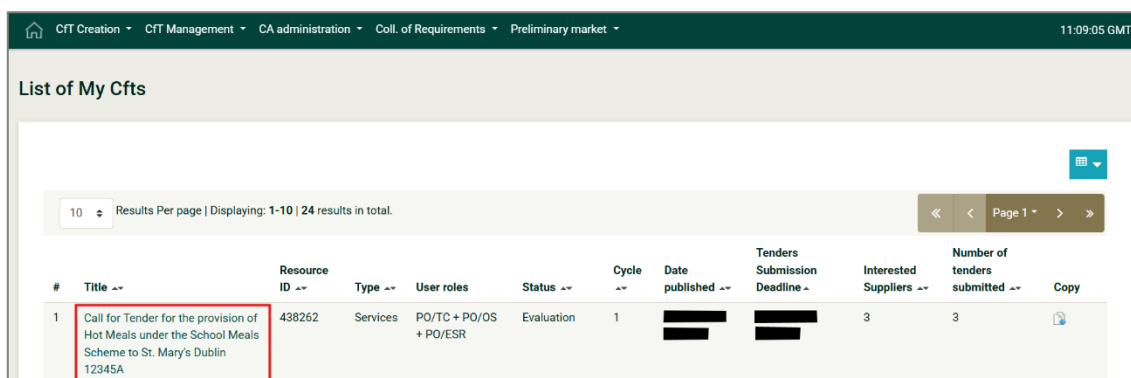 CfT Creation CfT Management CA administration Coll. of Requirements Preliminary market 11:09:05 GMT
List of My Cfts
10 Results Per page | Displaying: 1-10 | 24 results in total. « < Page 1 > »
# Title Resource ID Type User roles Status Cycle Date published Tenders Submission Deadline Interested Suppliers Number of tenders submitted Copy
1 Call for Tender for the provision of 438262 Services PO/TC + PO/OS Evaluation 1 3 3
Hot Meals under the School Meals + PO/ESR
Scheme to St. Mary's Dublin
12345A